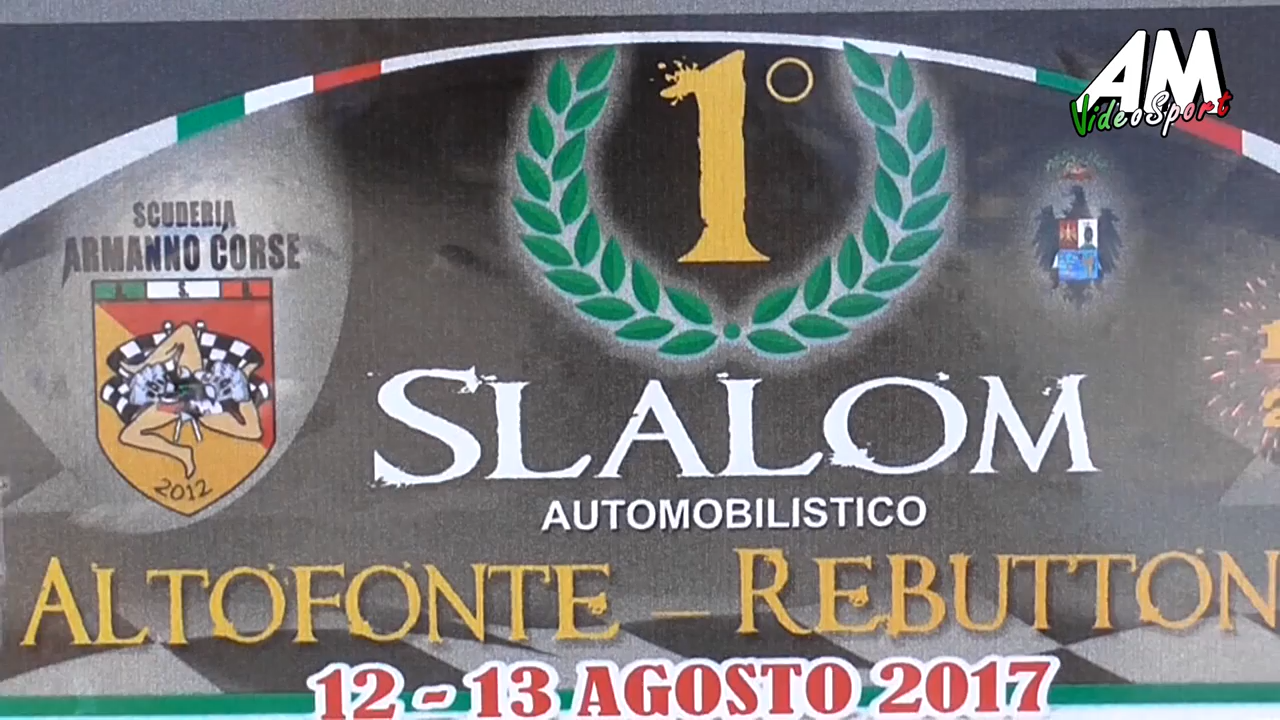 AM
VideoSport
1°
SCUDERIA
ARMANNO CORSE
2012
SLALOM
AUTOMOBILISTICO
ALTOFONTE - REBUTTON
12 - 13 AGOSTO 2017